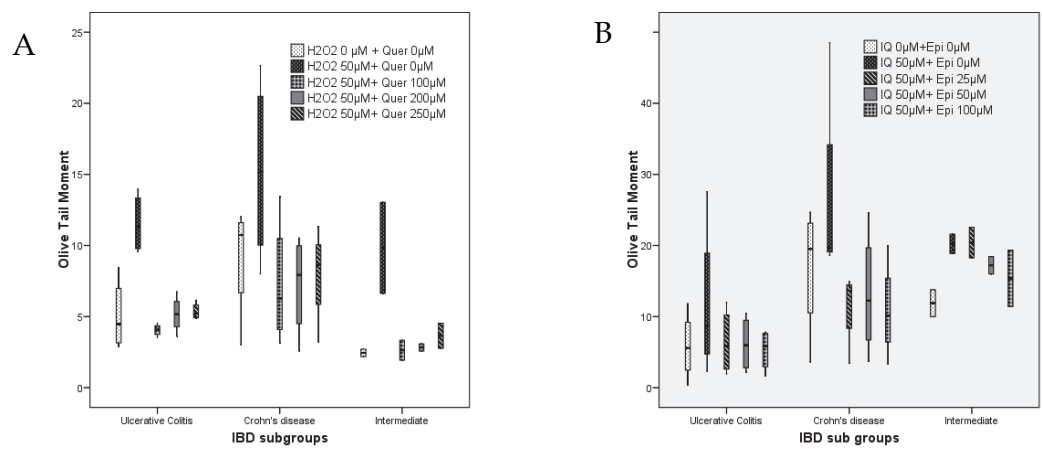 A
25
20
15
10
5
0
Olive Tail Moment
H2O2 0 µM + Quer 0µM
H2O2 50µM+ Quer 0µM
H2O2 50µM+ Quer 100µM
H2O2 50µM+ Quer 200µM
H2O2 50µM+ Quer 250µM
Ulcerative Colitis
Crohn's disease
Intermediate
IBD subgroups
B
40
30
20
10
0
Olive Tail Moment
IQ 0µM+Epi 0µM
IQ 50µM+ Epi 0µM
IQ 50µM+ Epi 25µM
IQ 50µM+ Epi 50µM
IQ 50µM+ Epi 100µM
Ulcerative Colitis
Crohn's disease
Intermediate
IBD sub groups